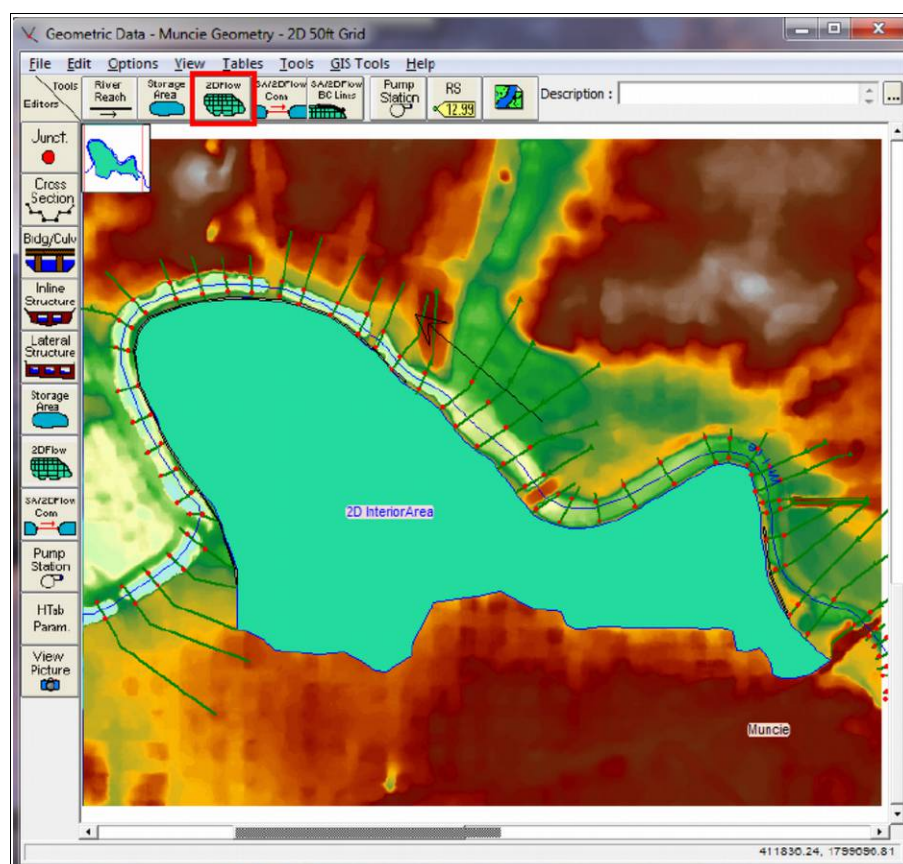 Geometric Data - Muncie Geometry - 2D 50ft Grid
File Edit Options View Tables Tools GIS Tools Help
Tools
Editors
River
Reach
Storage
Area
2DFlow
SA/2DFlow
Conn
SA/2DFlow
BC Lines
Pump
Station
RS
12.99
Description :
...
Junct.
Cross
Section
Bridg/Culv
Inline
Structure
Lateral
Structure
Storage
Area
2DFlow
SA/2DFlow
Conn
Pump
Station
HTab
Param.
View
Picture
2D InteriorArea
Muncie
411830.24, 1799096.81